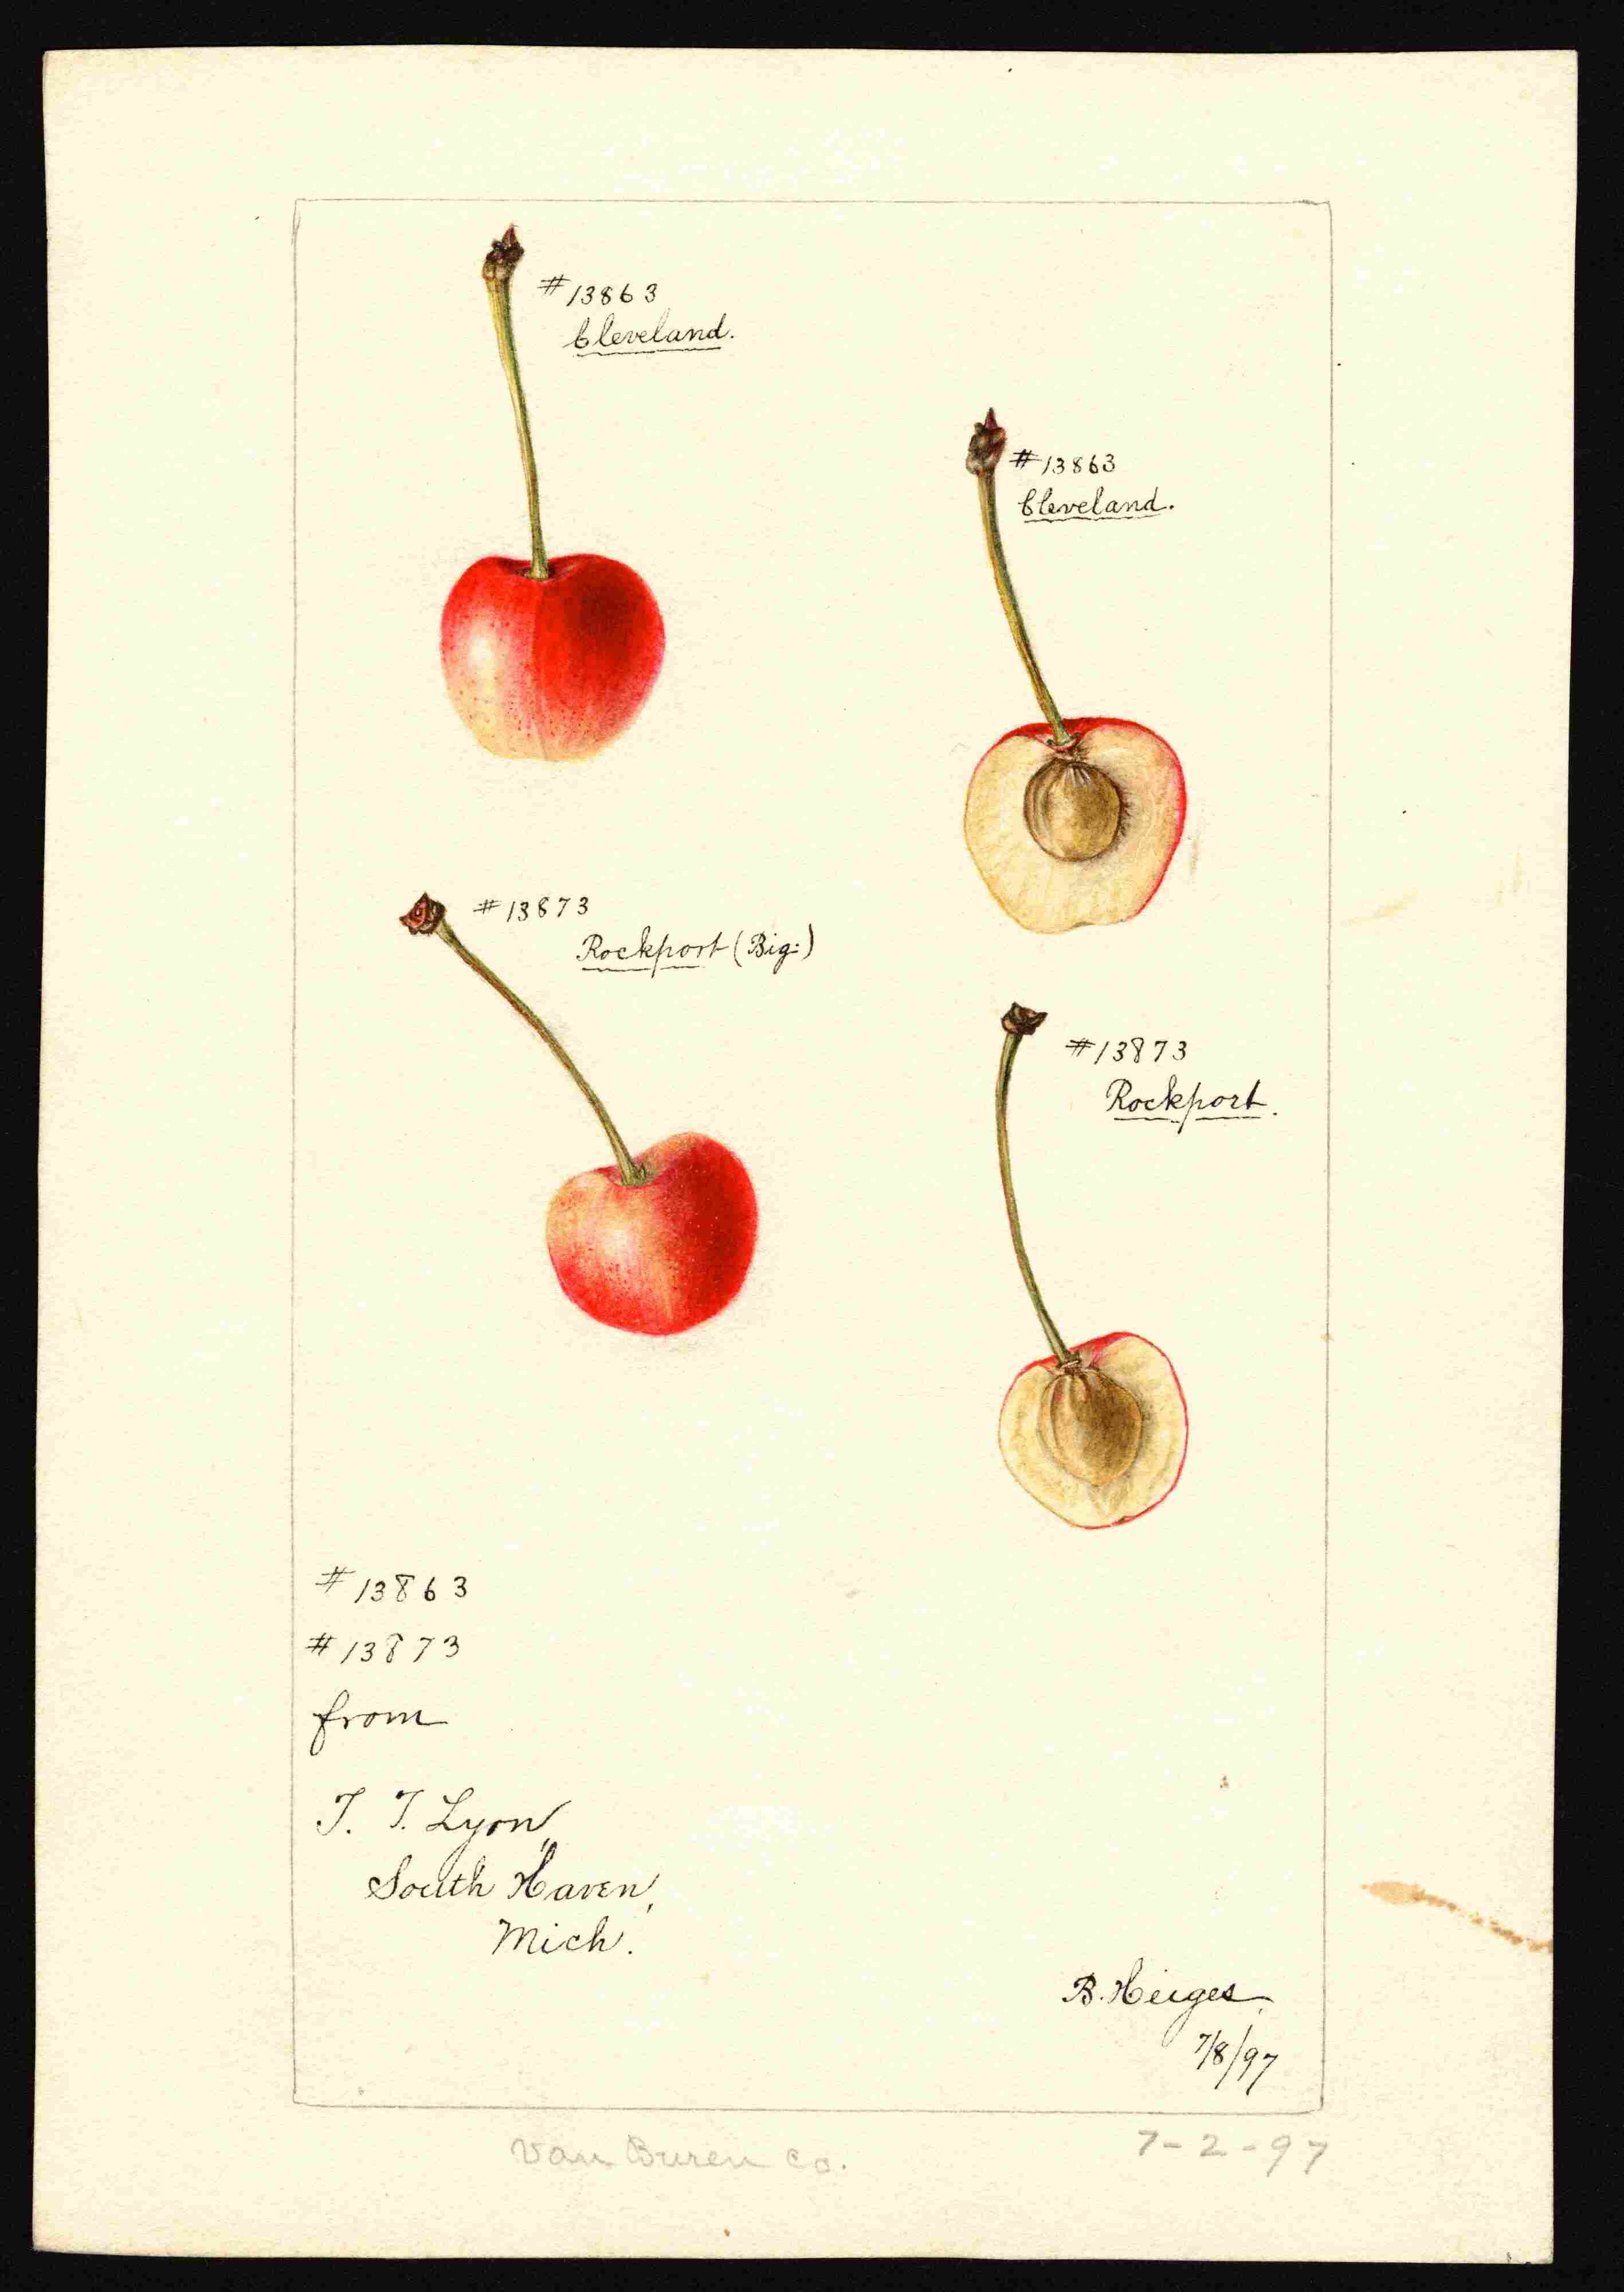 #13863
Cleveland.
#13863
Cleveland.
#13873
Rockport (Big:)
#13873
Rockport.
#13863
#13873
from
T. T. Lyon,
South Haven,
Mich.
B. Heiges.
7/8/97
Van Buren Co.
7-2-97